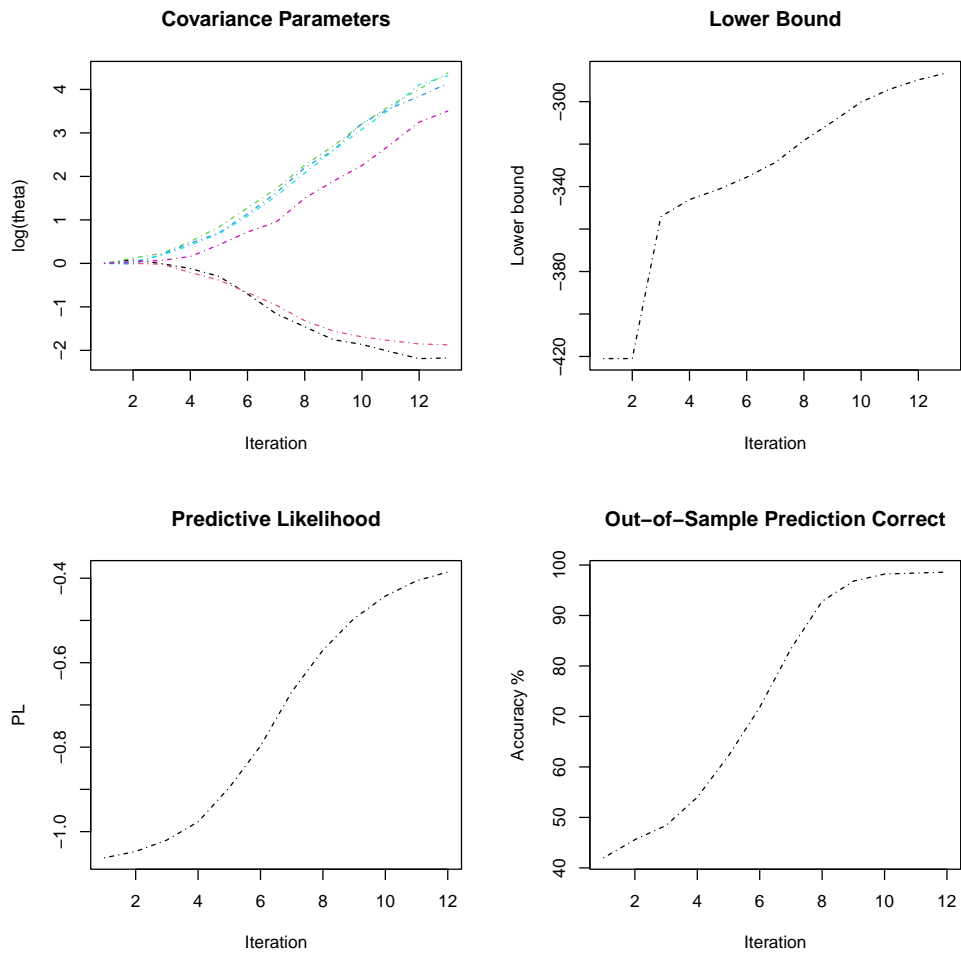 Covariance Parameters
log(theta)
4
3
2
1
0
−1
−2
2 4 6 8 10 12
Iteration
Lower Bound
Lower bound
−300
−340
−380
−420
2 4 6 8 10 12
Iteration
Predictive Likelihood
PL
−0.4
−0.6
−0.8
−1.0
2 4 6 8 10 12
Iteration
Out−of−Sample Prediction Correct
Accuracy %
100
90
80
70
60
50
40
2 4 6 8 10 12
Iteration